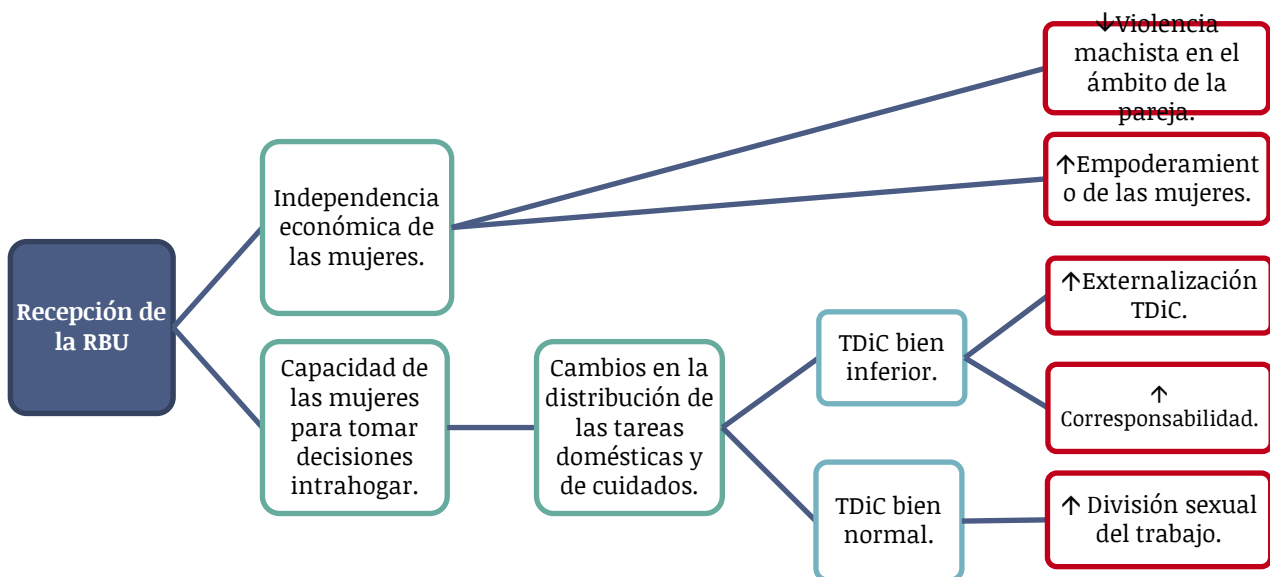 Recepción de
la RBU
Independencia
económica de
las mujeres.
Capacidad de
las mujeres
para tomar
decisiones
intrahogar.
Cambios en la
distribución de
las tareas
domésticas y
de cuidados.
TDiC bien
inferior.
TDiC bien
normal.
↓Violencia
machista en el
ámbito de la
pareja.
↑Empoderamient
o de las mujeres.
↑Externalización
TDiC.
↑
Corresponsabilidad.
↑ División sexual
del trabajo.